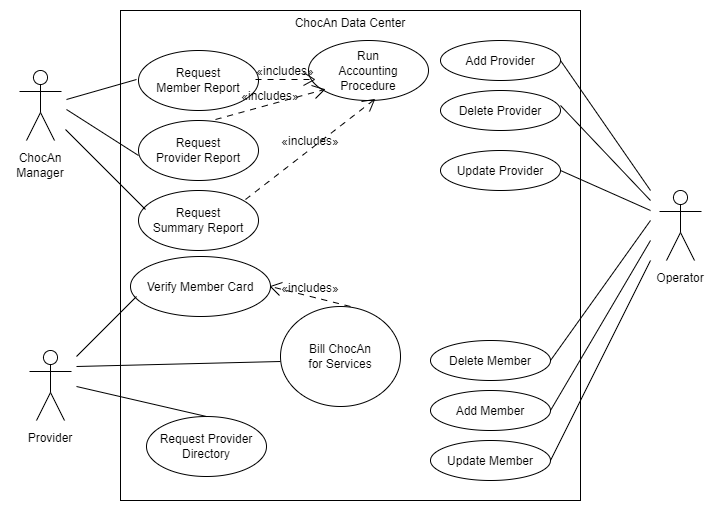 ChocAn Data Center
Request
Member Report
«includes»
Run
Accounting
Procedure
Add Provider
«includes»
Delete Provider
ChocAn
Manager
Request
Provider Report
«includes»
Update Provider
Request
Summary Report
Operator
Verify Member Card
«includes»
Bill ChocAn
for Services
Delete Member
Add Member
Provider
Request Provider
Directory
Update Member